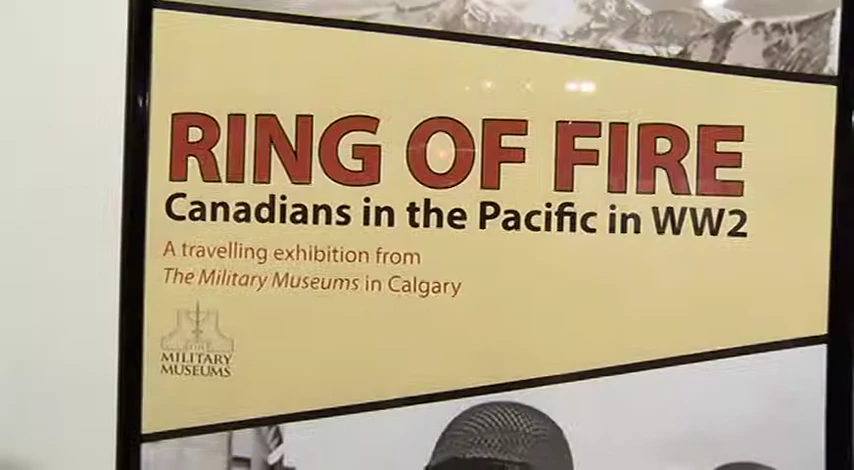 RING OF FIRE
Canadians in the Pacific in WW2
A travelling exhibition from
The Military Museums in Calgary
MILITARY
MUSEUMS